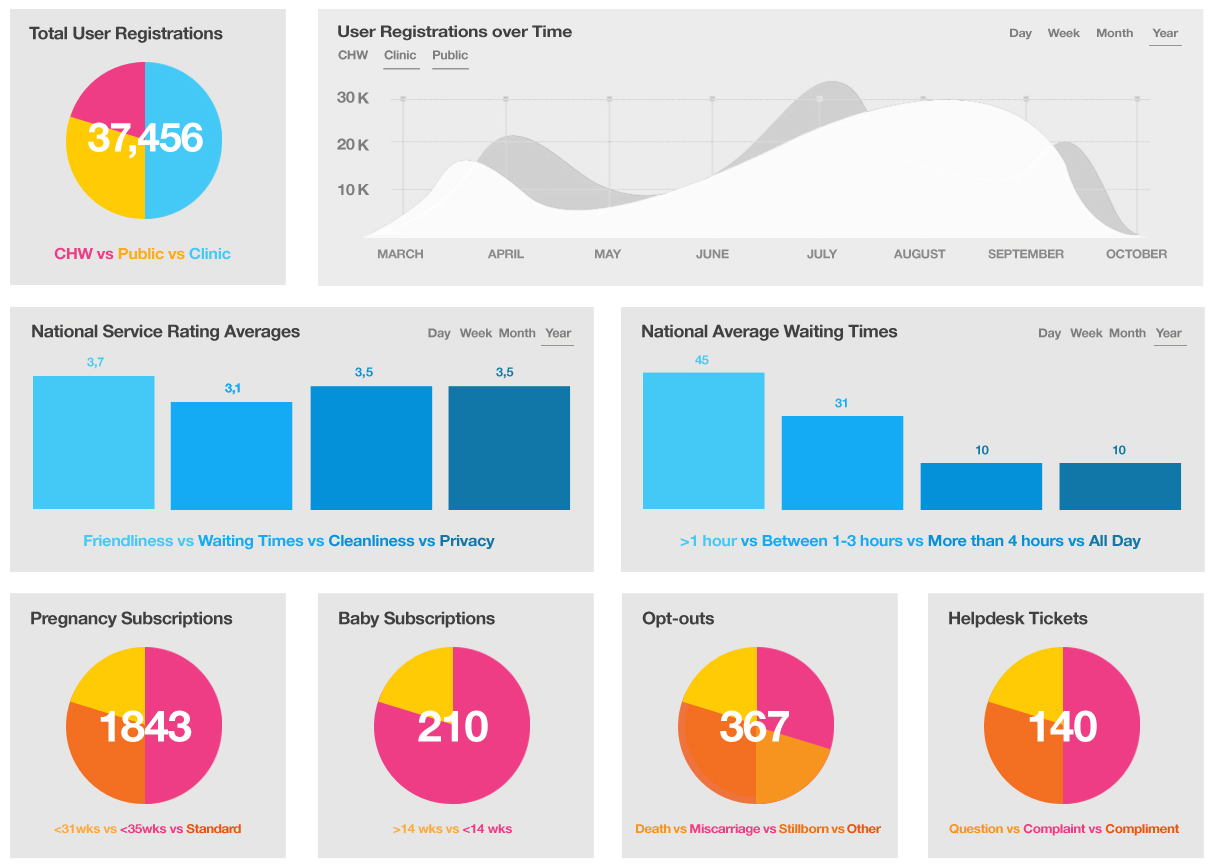 Total User Registrations
37,456
CHW vs Public vs Clinic
User Registrations over Time
Day Week Month Year
CHW Clinic Public
30 K
20 K
10 K
MARCH APRIL MAY JUNE JULY AUGUST SEPTEMBER OCTOBER
National Service Rating Averages
Day Week Month Year
3,7 3,1 3,5 3,5
Friendliness vs Waiting Times vs Cleanliness vs Privacy
National Average Waiting Times
Day Week Month Year
45 31 10 10
>1 hour vs Between 1-3 hours vs More than 4 hours vs All Day
Pregnancy Subscriptions
1843
<31wks vs <35wks vs Standard
Baby Subscriptions
210
>14 wks vs <14 wks
Opt-outs
367
Death vs Miscarriage vs Stillborn vs Other
Helpdesk Tickets
140
Question vs Complaint vs Compliment